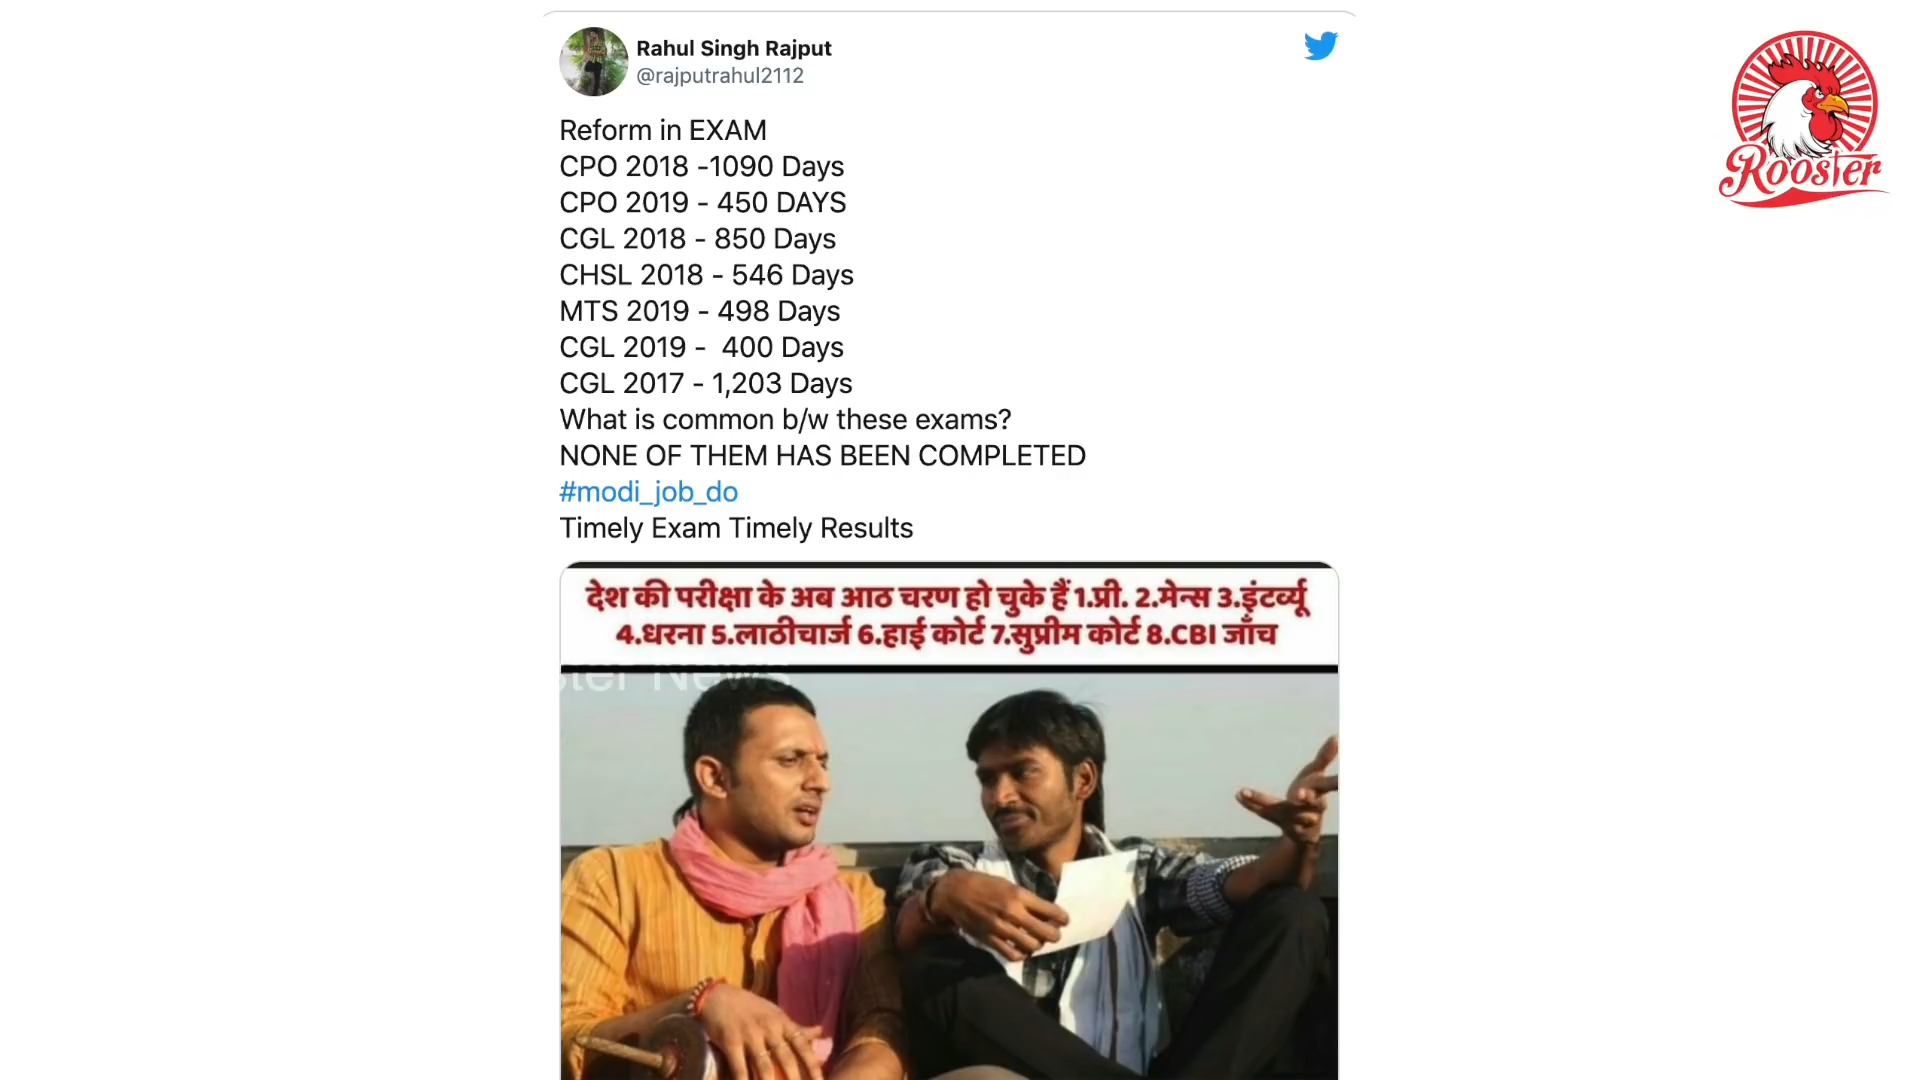 Rahul Singh Rajput
@rajputrahul2112
Rooster
Reform in EXAM
CPO 2018 -1090 Days
CPO 2019 - 450 DAYS
CGL 2018 - 850 Days
CHSL 2018 - 546 Days
MTS 2019 - 498 Days
CGL 2019 -  400 Days
CGL 2017 - 1,203 Days
What is common b/w these exams?
NONE OF THEM HAS BEEN COMPLETED
#modi_job_do
Timely Exam Timely Results
देश की परीक्षा के अब आठ चरण हो चुके हैं 1.प्री. 2.मेन्स 3.इंटर्व्यू
4.धरना 5.लाठीचार्ज 6.हाई कोर्ट 7.सुप्रीम कोर्ट 8.CBI जाँच